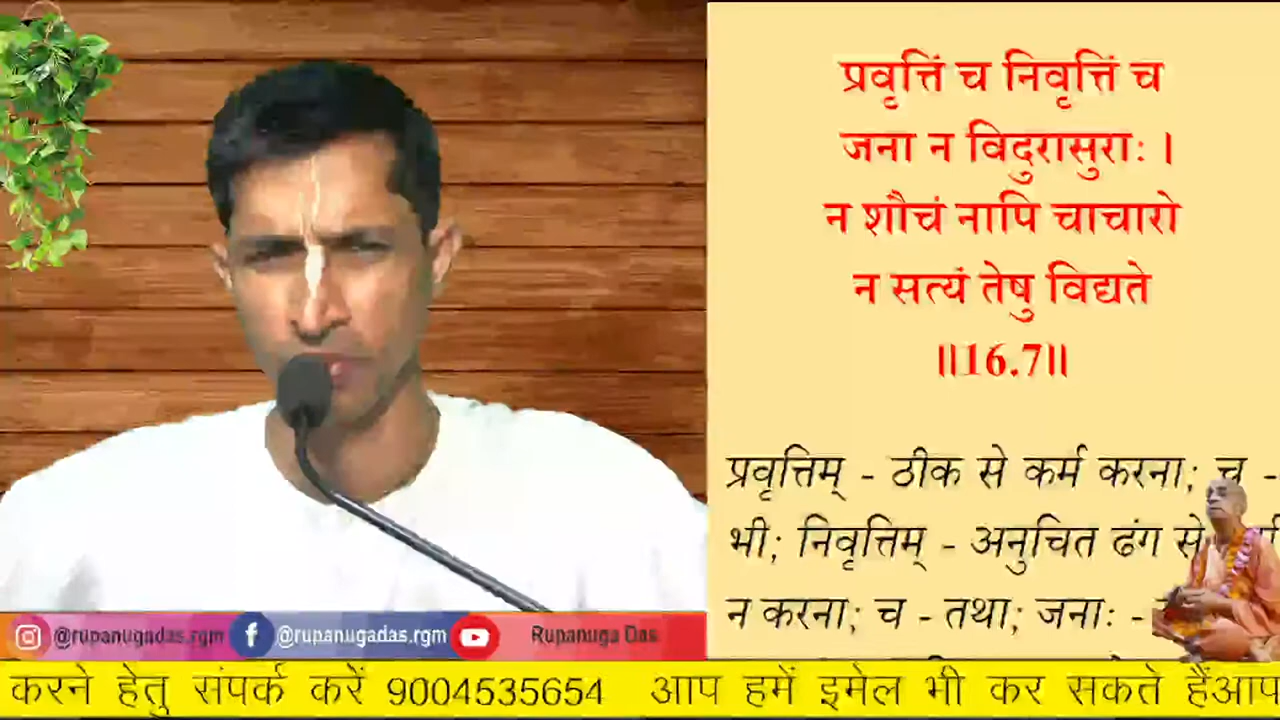 प्रवृत्तिं च निवृत्तिं च
जना न विदुरासुराः ।
न शौचं नापि चाचारो
न सत्यं तेषु विद्यते
॥16.7॥
प्रवृत्तिम् - ठीक से कर्म करना; च -
भी; निवृत्तिम् - अनुचित ढंग से
न करना; च - तथा; जनाः -
@rupanugadas.rgm @rupanugadas.rgm Rupanuga Das
करने हेतु संपर्क करें 9004535654 आप हमें इमेल भी कर सकते हैंआप